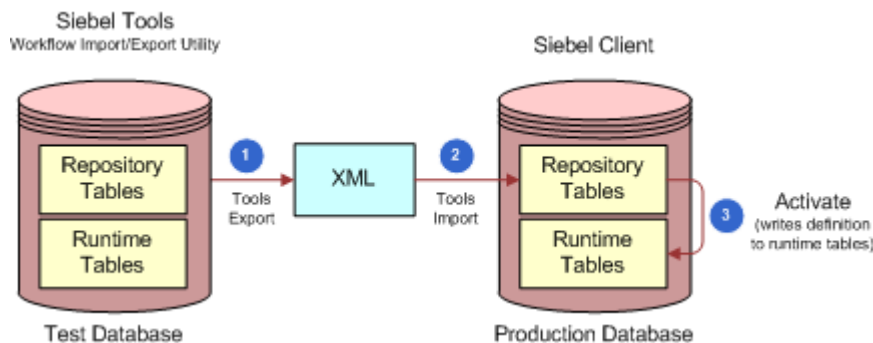 Siebel Tools
Workflow Import/Export Utility
Siebel Client
Repository
Tables
Runtime
Tables
Test Database
1
Tools
Export
XML
2
Tools
Import
Repository
Tables
Runtime
Tables
Production Database
3
Activate
(writes definition
to runtime tables)